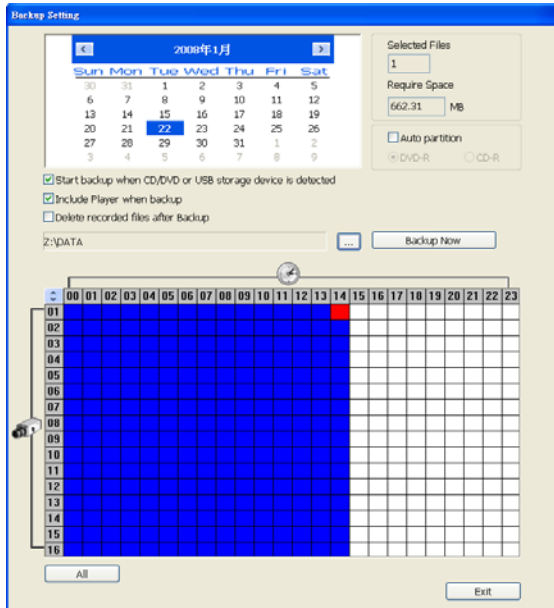 Backup Setting
2008年1月
Sun Mon Tue Wed Thu Fri Sat
30 31 1 2 3 4 5
6 7 8 9 10 11 12
13 14 15 16 17 18 19
20 21 22 23 24 25 26
27 28 29 30 31 1 2
3 4 5 6 7 8 9
Selected Files
1
Require Space
662.31 MB
Auto partition
DVD-R CD-R
Start backup when CD/DVD or USB storage device is detected
Include Player when backup
Delete recorded files after Backup
Z:\DATA ... Backup Now
00 01 02 03 04 05 06 07 08 09 10 11 12 13 14 15 16 17 18 19 20 21 22 23
01
02
03
04
05
06
07
08
09
10
11
12
13
14
15
16
All
Exit